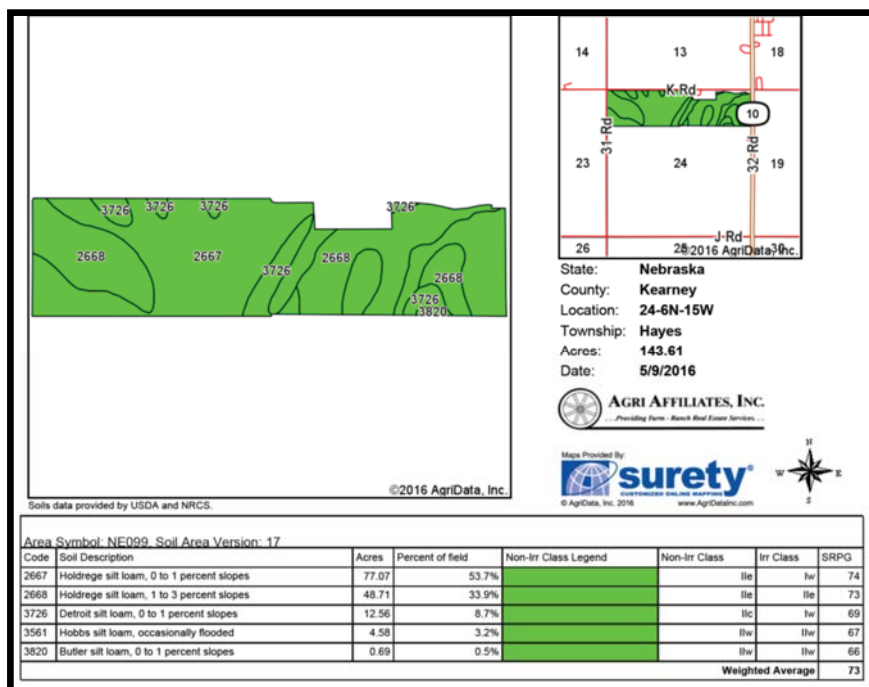 3726
3726
3726
3726
2668
2667
3726
2668
2668
3726
3820
©2016 AgriData, Inc.
Soils data provided by USDA and NRCS.
14
13
18
K Rd
10
31 Rd
32 Rd
23
24
19
J Rd
26
25
30
©2016 AgriData, Inc.
State: Nebraska
County: Kearney
Location: 24-6N-15W
Township: Hayes
Acres: 143.61
Date: 5/9/2016
AGRI AFFILIATES, INC.
...Providing Farm - Ranch Real Estate Services...
Maps Provided By:
surety®
CUSTOMIZED ONLINE MAPPING
© AgriData, Inc. 2016 www.AgriDataInc.com
N
W E
S
Area Symbol: NE099, Soil Area Version: 17
Code Soil Description Acres Percent of field Non-Irr Class Legend Non-Irr Class Irr Class SRPG
2667 Holdrege silt loam, 0 to 1 percent slopes 77.07 53.7% IIe Iw 74
2668 Holdrege silt loam, 1 to 3 percent slopes 48.71 33.9% IIe IIe 73
3726 Detroit silt loam, 0 to 1 percent slopes 12.56 8.7% IIc Iw 69
3561 Hobbs silt loam, occasionally flooded 4.58 3.2% IIw IIw 67
3820 Butler silt loam, 0 to 1 percent slopes 0.69 0.5% IIw IIw 66
Weighted Average 73